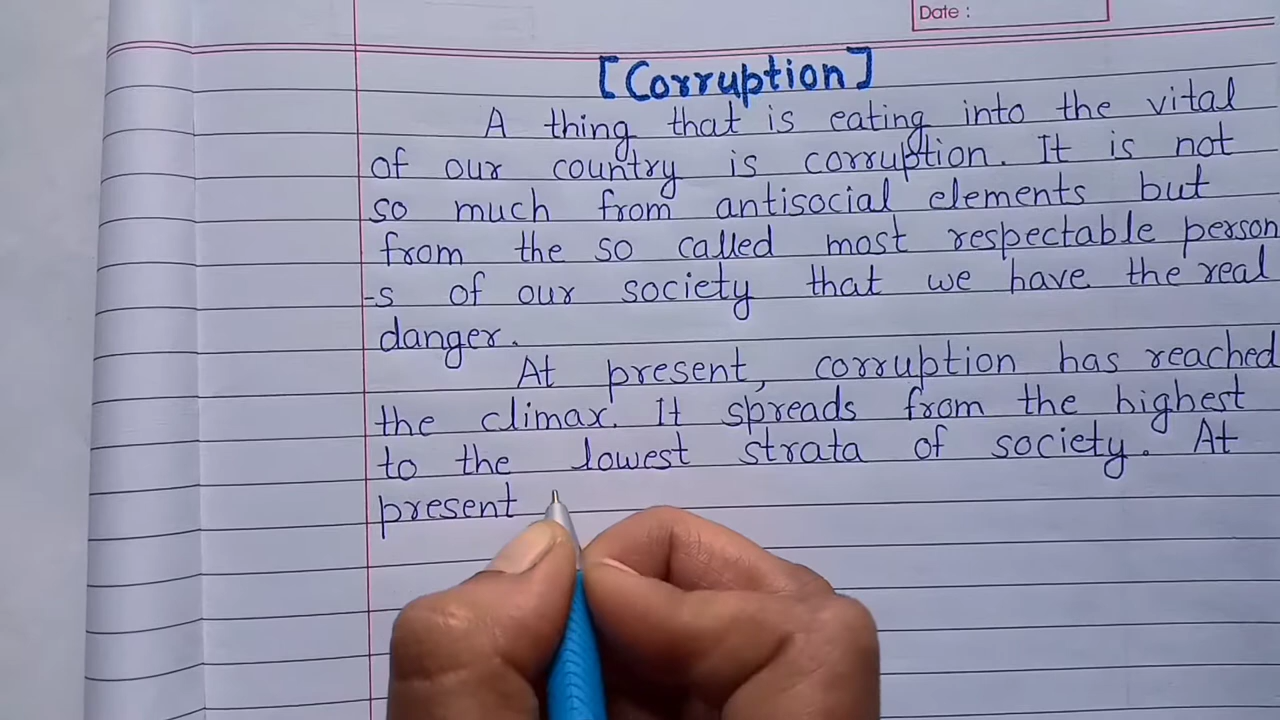 Date :
[Corruption]
A thing that is eating into the vital
of our country is corruption. It is not
so much from antisocial elements but
from the so called most respectable person
-s of our society that we have the real
danger.
At present, corruption has reached
the climax. It spreads from the highest
to the lowest strata of society. At
present